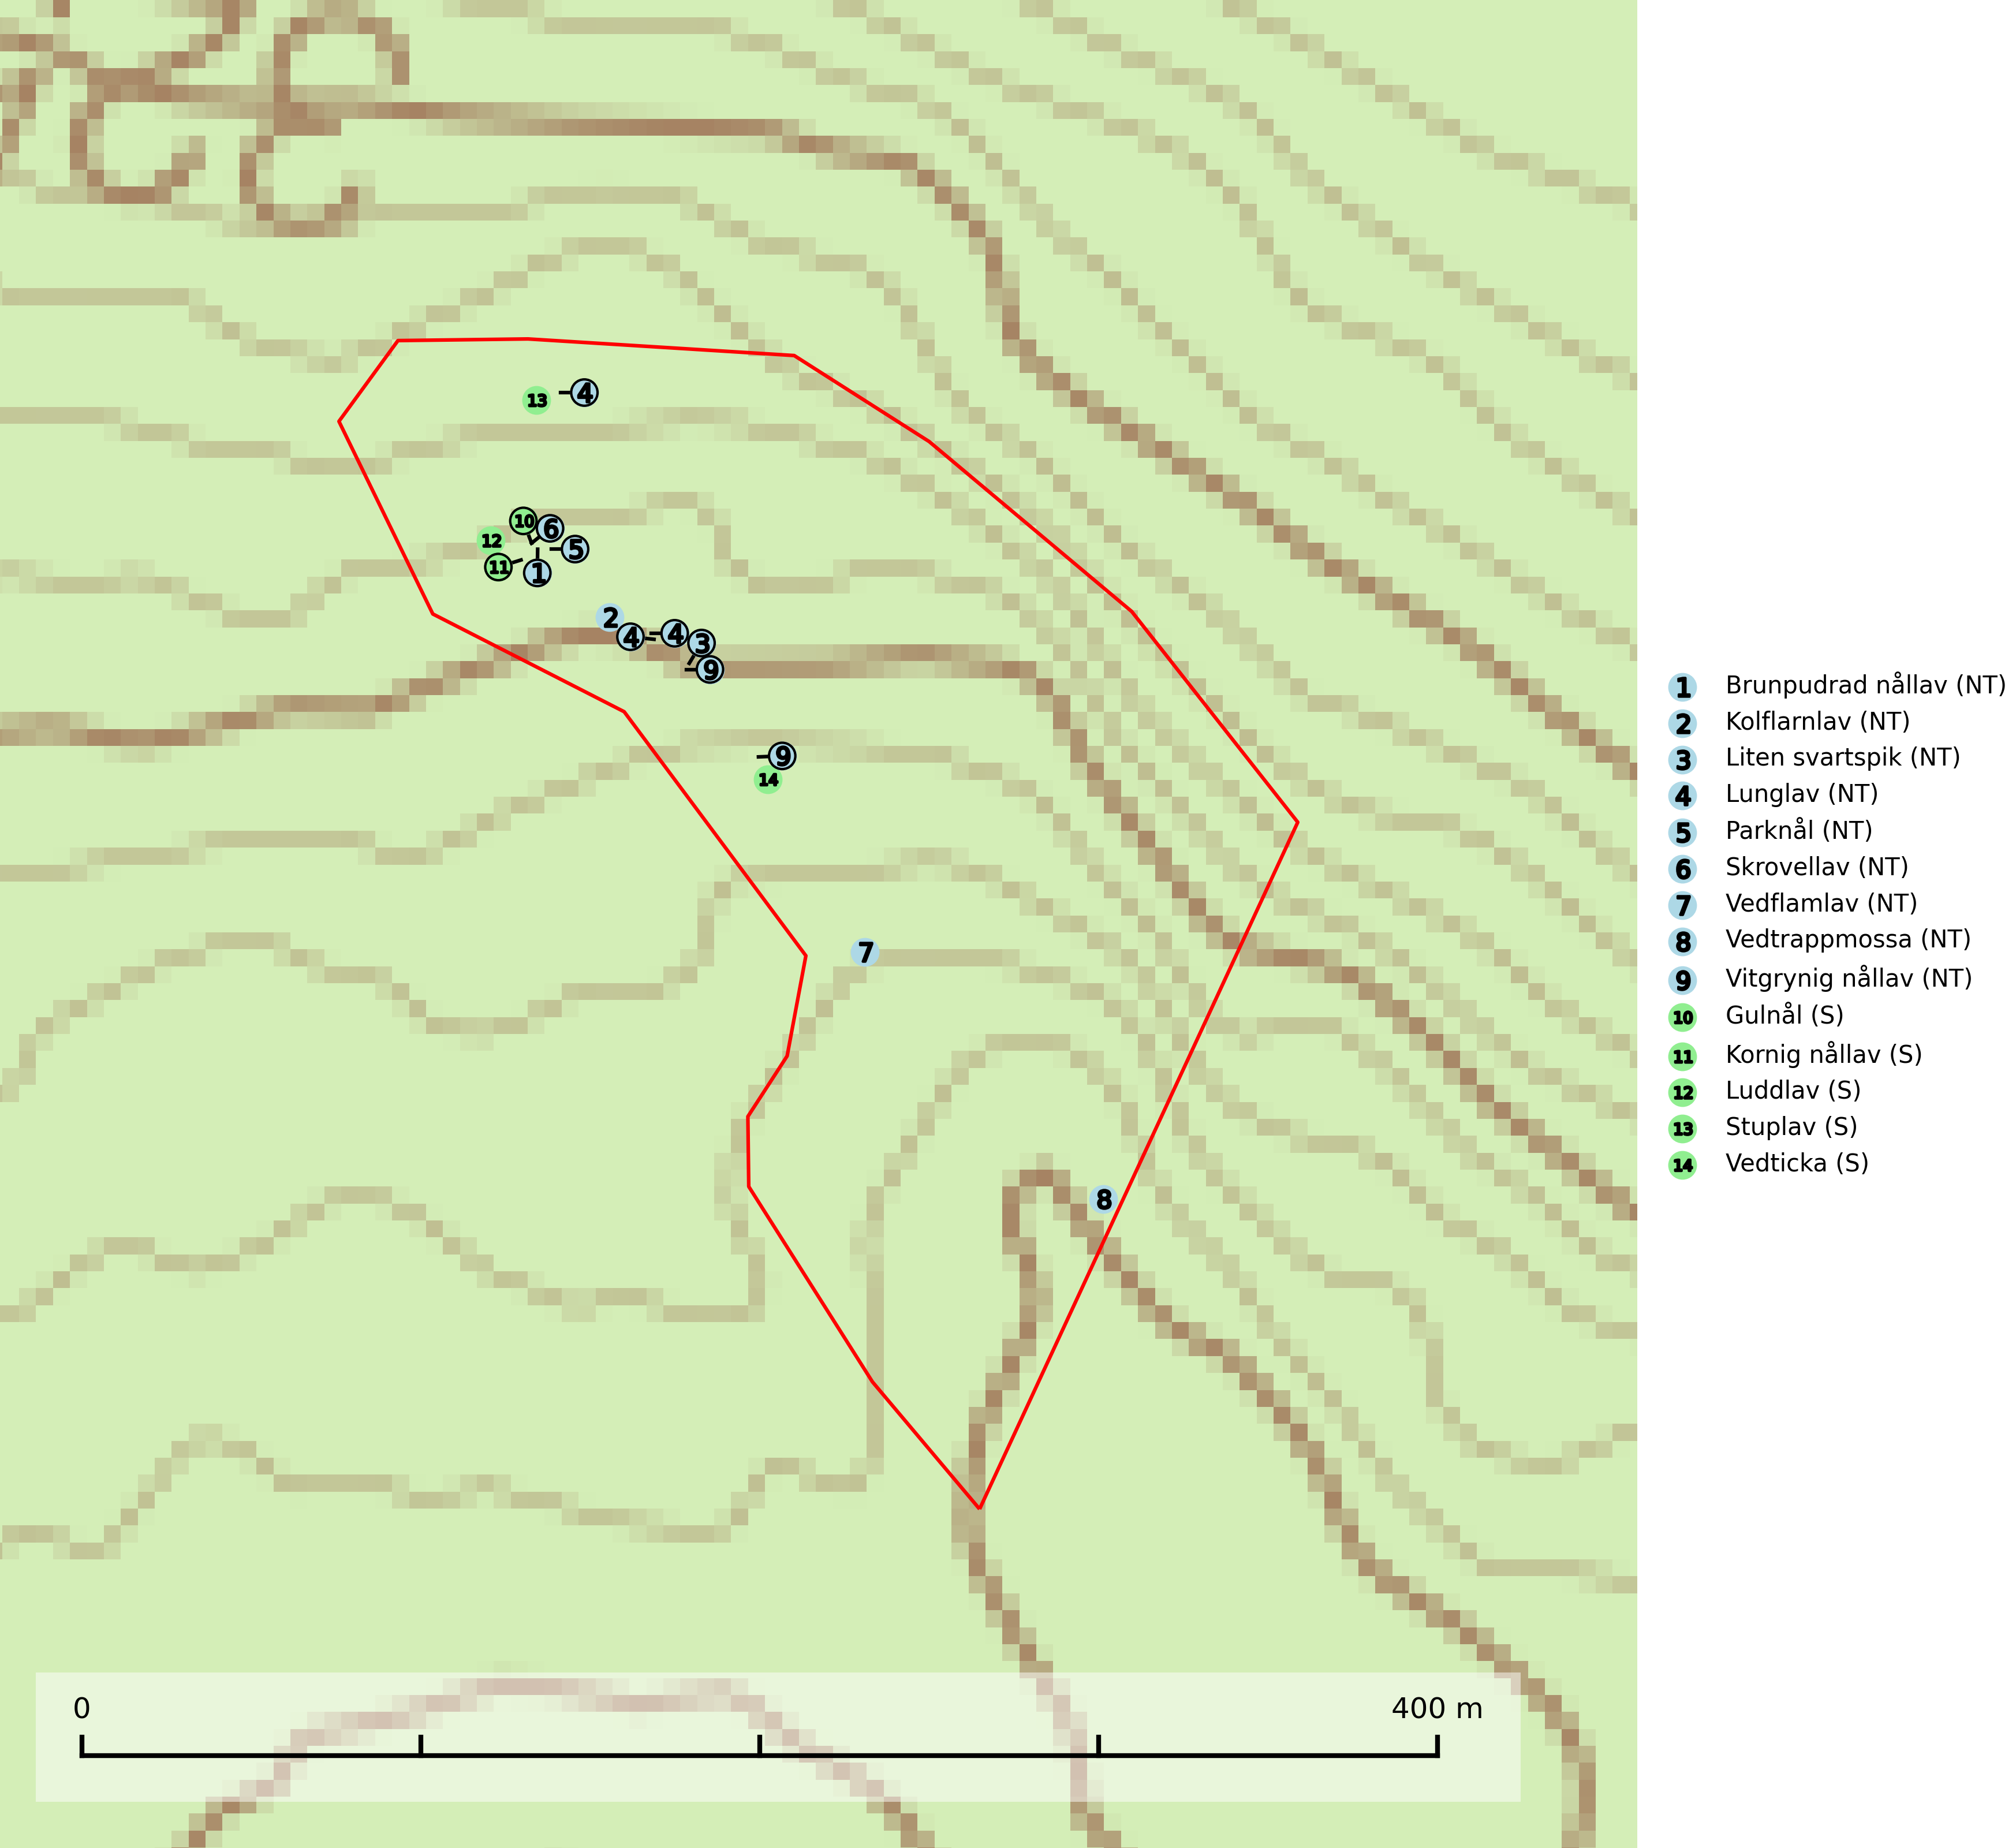 13
4
10
6
12
5
11
1
2
4
4
3
9
9
14
7
8
1 Brunpudrad nållav (NT)
2 Kolflarnlav (NT)
3 Liten svartspik (NT)
4 Lunglav (NT)
5 Parknål (NT)
6 Skrovellav (NT)
7 Vedflamlav (NT)
8 Vedtrappmossa (NT)
9 Vitgrynig nållav (NT)
10 Gulnål (S)
11 Kornig nållav (S)
12 Luddlav (S)
13 Stuplav (S)
14 Vedticka (S)
0 400 m